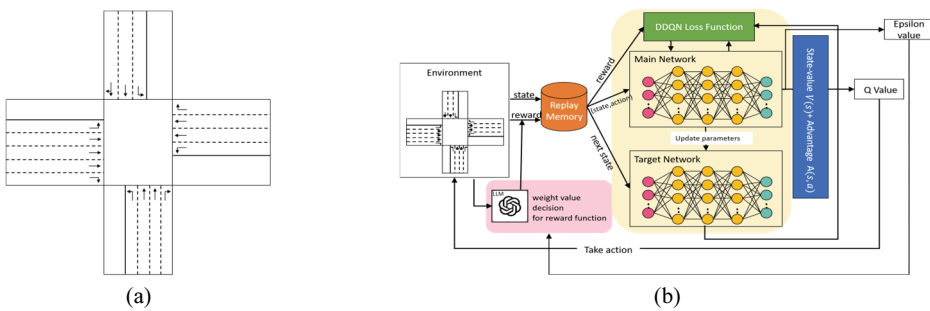 DDQN Loss Function
Epsilon
value
Environment
state
reward
Replay
Memory
reward
(state,action)
next state
Main Network
Update parameters
Target Network
State-value V(s)+ Advantage A(s,a)
Q Value
LLM
weight value
decision
for reward function
Take action
(a)
(b)